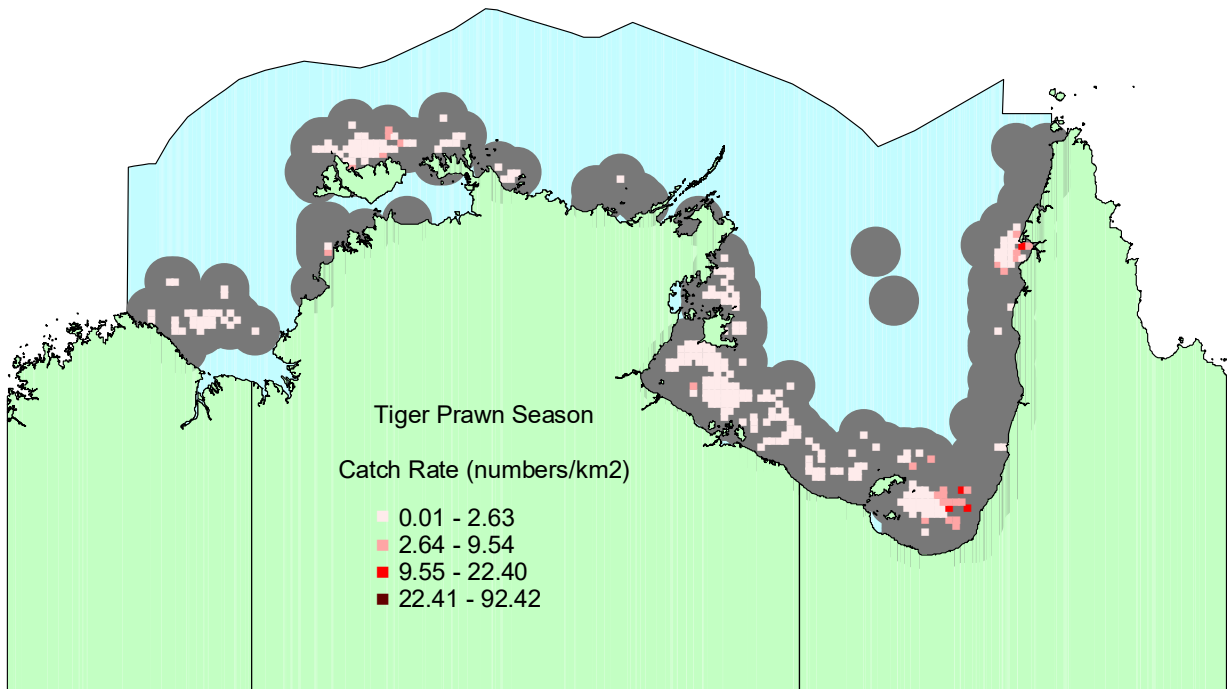 Tiger Prawn Season
Catch Rate (numbers/km2)
0.01 - 2.63
2.64 - 9.54
9.55 - 22.40
22.41 - 92.42